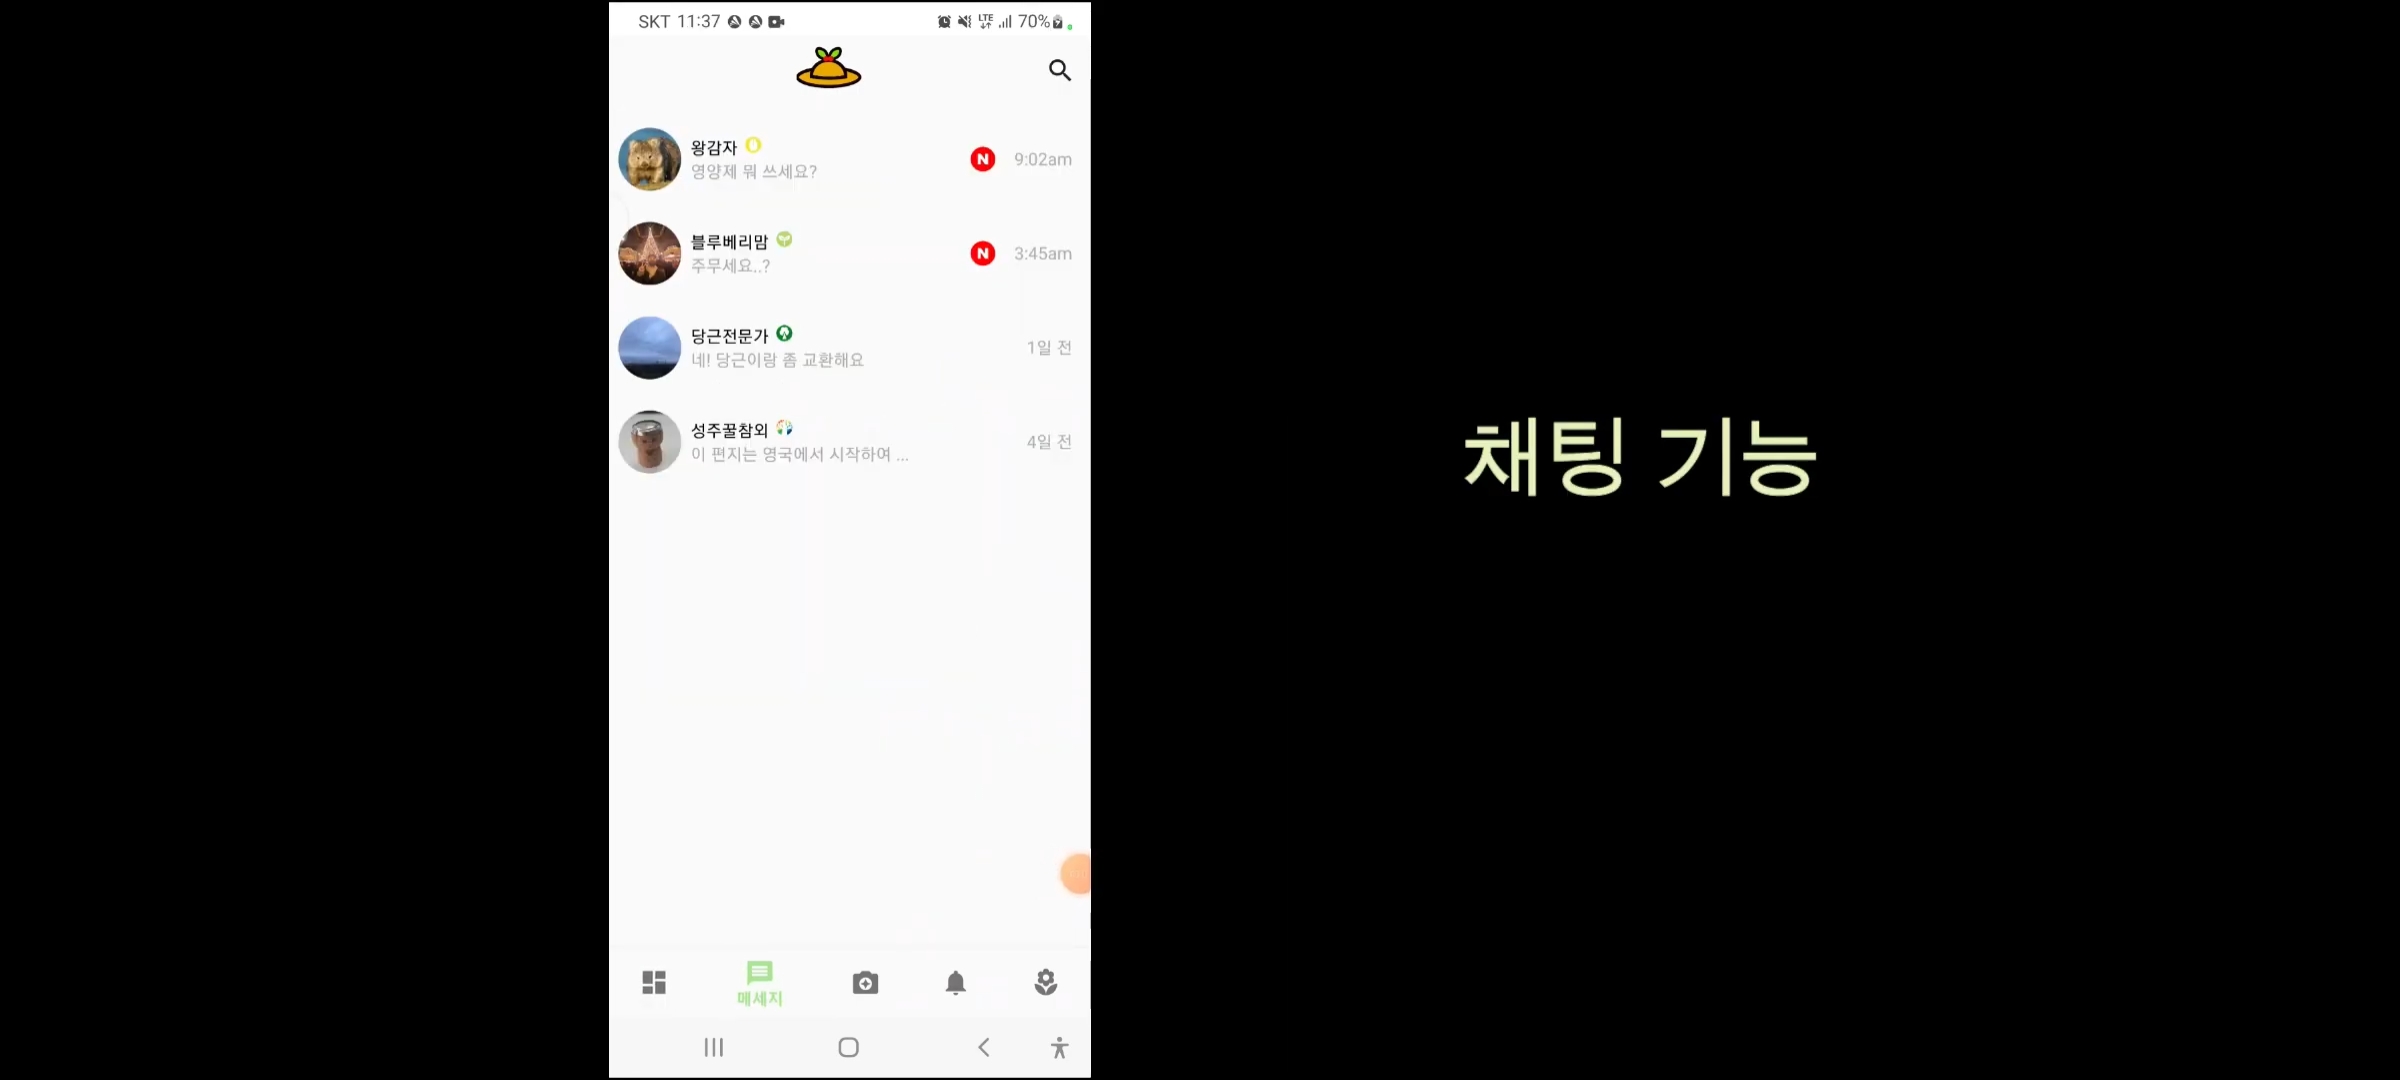 SKT 11:37
LTE 70%
왕감자
영양제 뭐 쓰세요?
N 9:02am
블루베리맘
주무세요..?
N 3:45am
당근전문가
네! 당근이랑 좀 교환해요
1일 전
성주꿀참외
이 편지는 영국에서 시작하여 ...
4일 전
매세지
채팅 기능